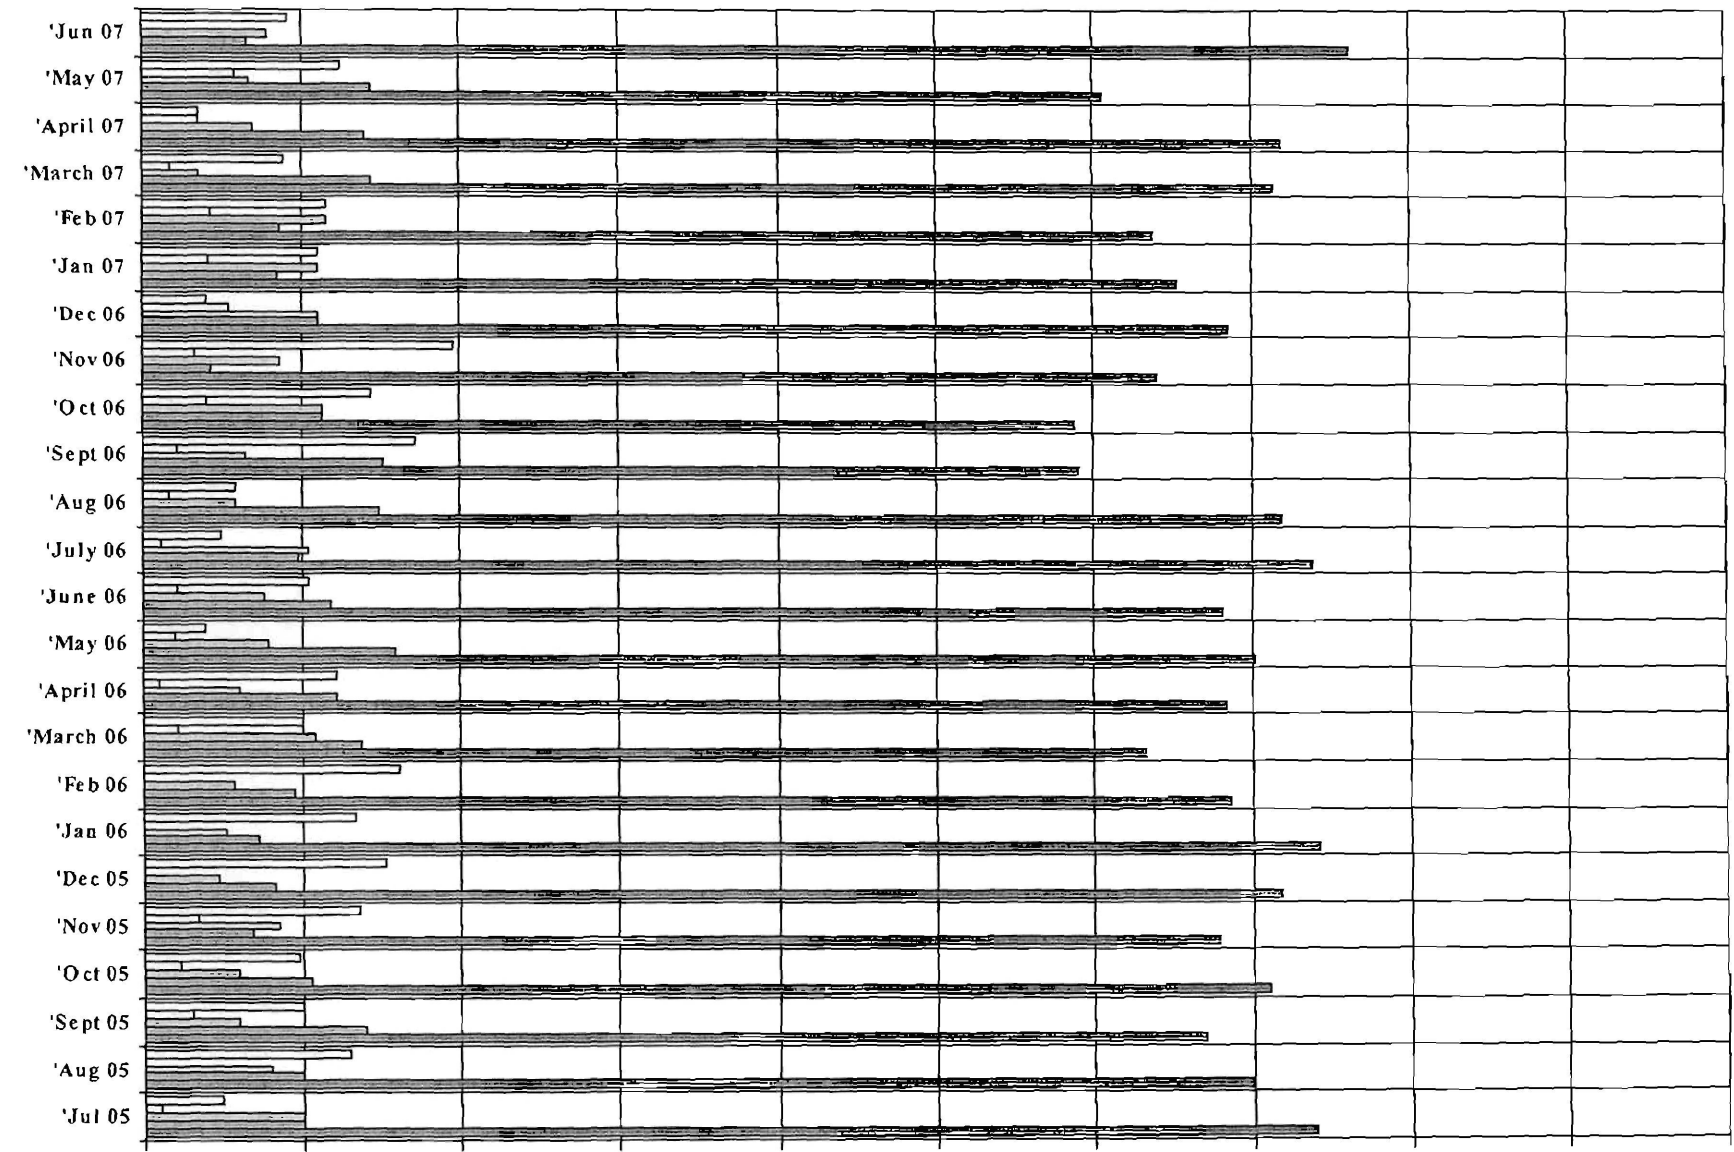 'Jun 07
'May 07
'April 07
'March 07
'Feb 07
'Jan 07
'Dec 06
'Nov 06
'Oct 06
'Sept 06
'Aug 06
'July 06
'June 06
'May 06
'April 06
'March 06
'Feb 06
'Jan 06
'Dec 05
'Nov 05
'Oct 05
'Sept 05
'Aug 05
'Jul 05